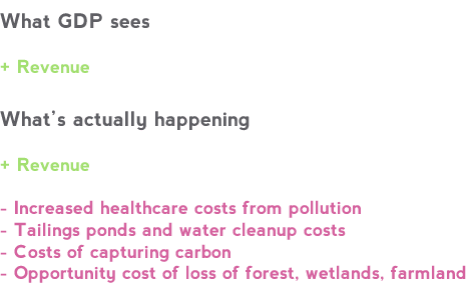 What GDP sees
+ Revenue
What's actually happening
+ Revenue
- Increased healthcare costs from pollution
- Tailings ponds and water cleanup costs
- Costs of capturing carbon
- Opportunity cost of loss of forest, wetlands, farmland